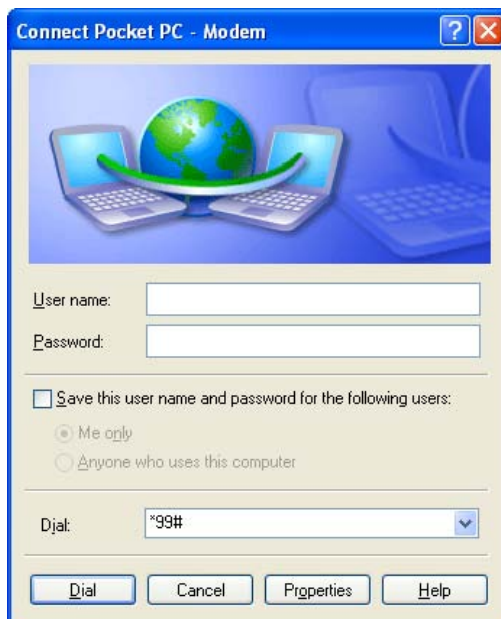 Connect Pocket PC - Modem
User name:
Password:
Save this user name and password for the following users:
Me only
Anyone who uses this computer
Dial: *99#
Dial Cancel Properties Help